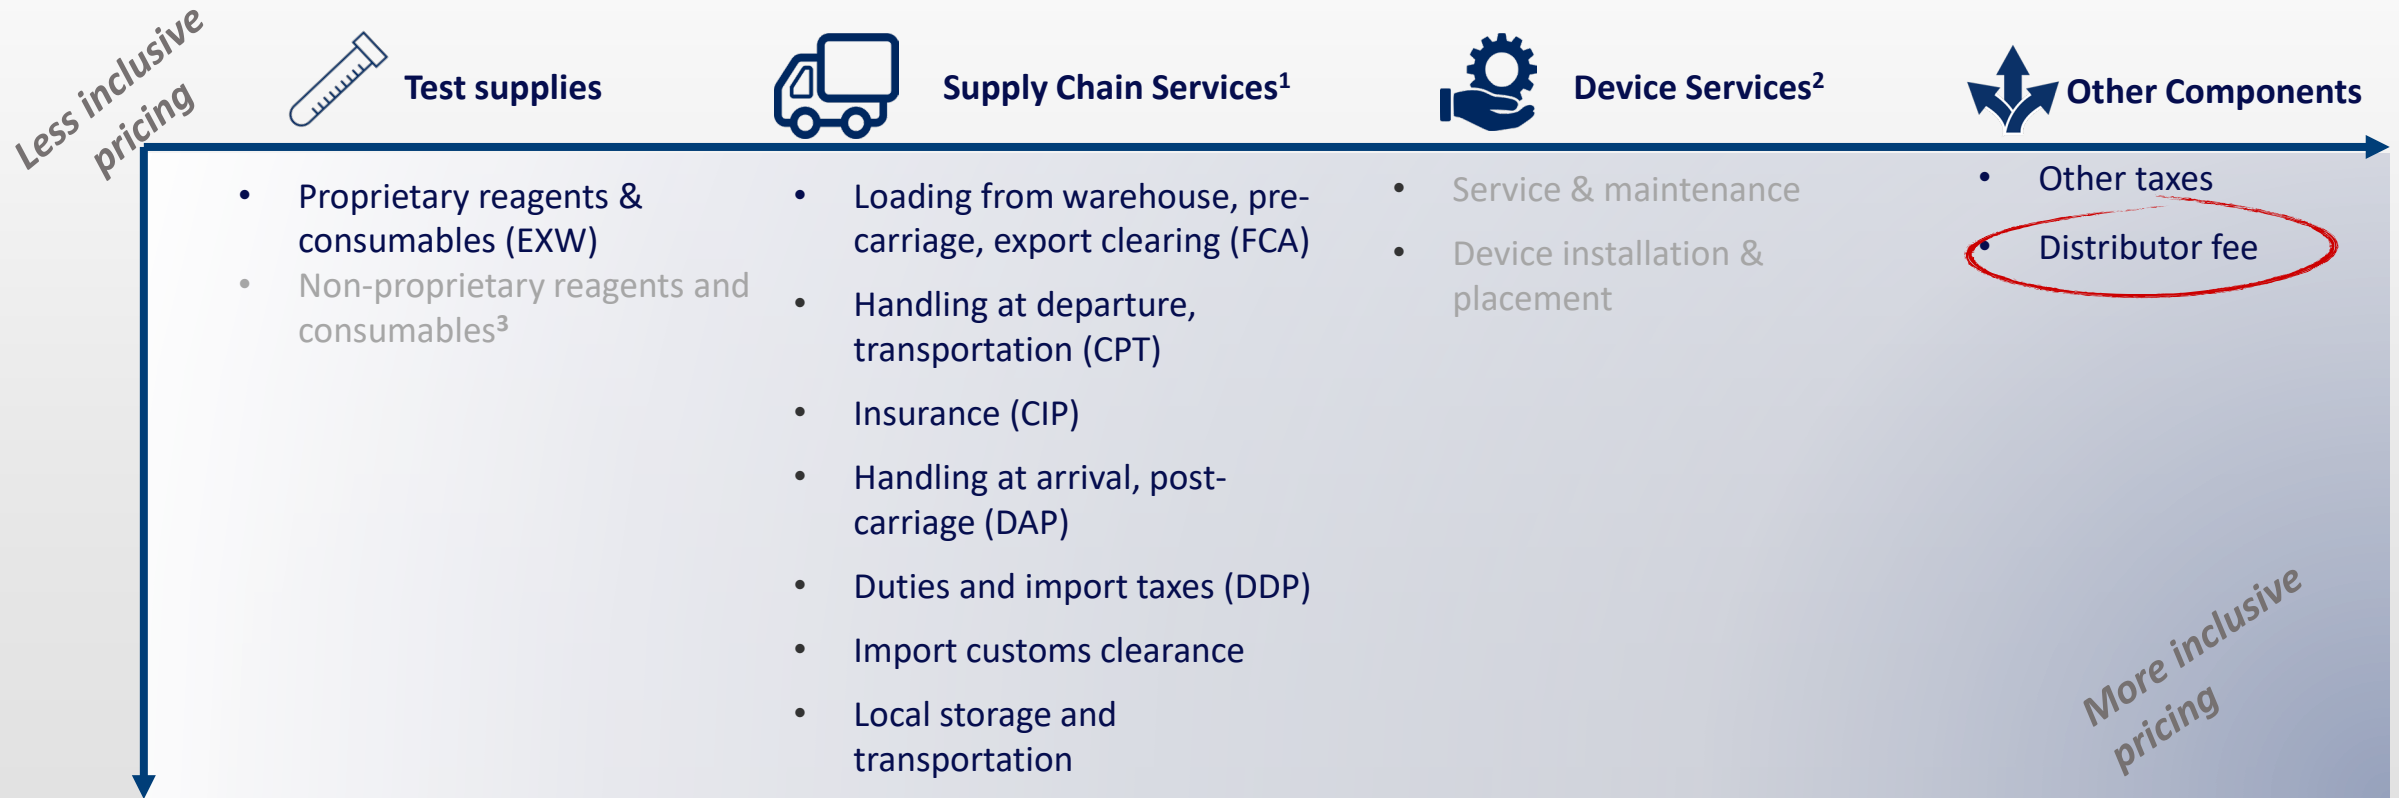 Less inclusive
pricing
Test supplies
Supply Chain Services¹
Device Services²
Other Components
• Proprietary reagents &
consumables (EXW)
• Non-proprietary reagents and
consumables³
• Loading from warehouse, pre-
carriage, export clearing (FCA)
• Handling at departure,
transportation (CPT)
• Insurance (CIP)
• Handling at arrival, post-
carriage (DAP)
• Duties and import taxes (DDP)
• Import customs clearance
• Local storage and
transportation
• Service & maintenance
• Device installation &
placement
• Other taxes
• Distributor fee
More inclusive
pricing